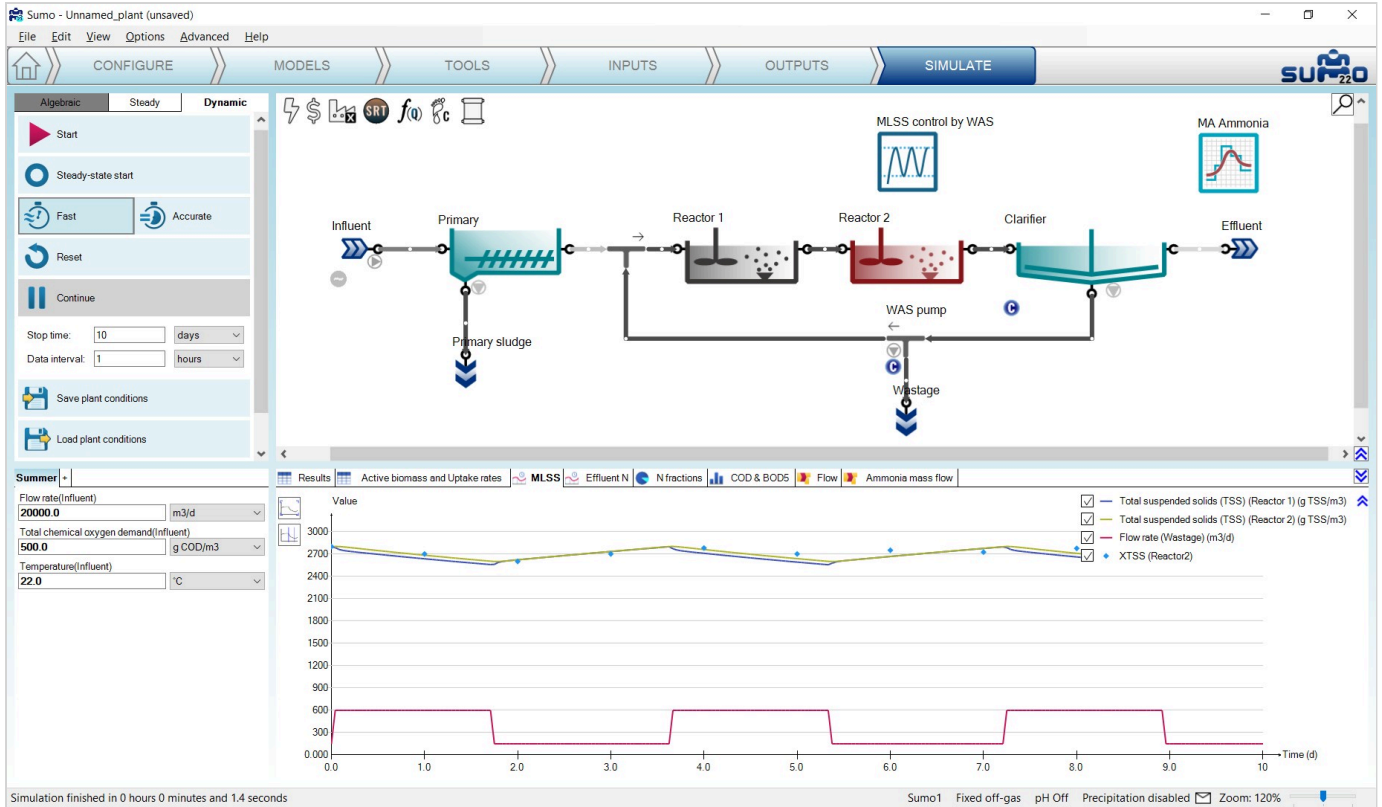 Sumo - Unnamed_plant (unsaved)
File Edit View Options Advanced Help
CONFIGURE MODELS TOOLS INPUTS OUTPUTS SIMULATE
SUMO 22
Algebraic Steady Dynamic
Start
Steady-state start
Fast Accurate
Reset
Continue
Stop time: 10 days
Data interval: 1 hours
Save plant conditions
Load plant conditions
$ x SRT f(Q) c
MLSS control by WAS
MA Ammonia
Influent
Primary
Reactor 1
Reactor 2
Clarifier
Effluent
WAS pump
C
C
Primary sludge
Wastage
Summer +
Flow rate(Influent)
20000.0 m3/d
Total chemical oxygen demand(Influent)
500.0 g COD/m3
Temperature(Influent)
22.0 °C
Results Active biomass and Uptake rates MLSS Effluent N N fractions COD & BOD5 Flow Ammonia mass flow
Value
Total suspended solids (TSS) (Reactor 1) (g TSS/m3)
Total suspended solids (TSS) (Reactor 2) (g TSS/m3)
Flow rate (Wastage) (m3/d)
XTSS (Reactor2)
3000
2700
2400
2100
1800
1500
1200
900
600
300
0.000
0.0 1.0 2.0 3.0 4.0 5.0 6.0 7.0 8.0 9.0 10
Time (d)
Simulation finished in 0 hours 0 minutes and 1.4 seconds
Sumo1 Fixed off-gas pH Off Precipitation disabled Zoom: 120%